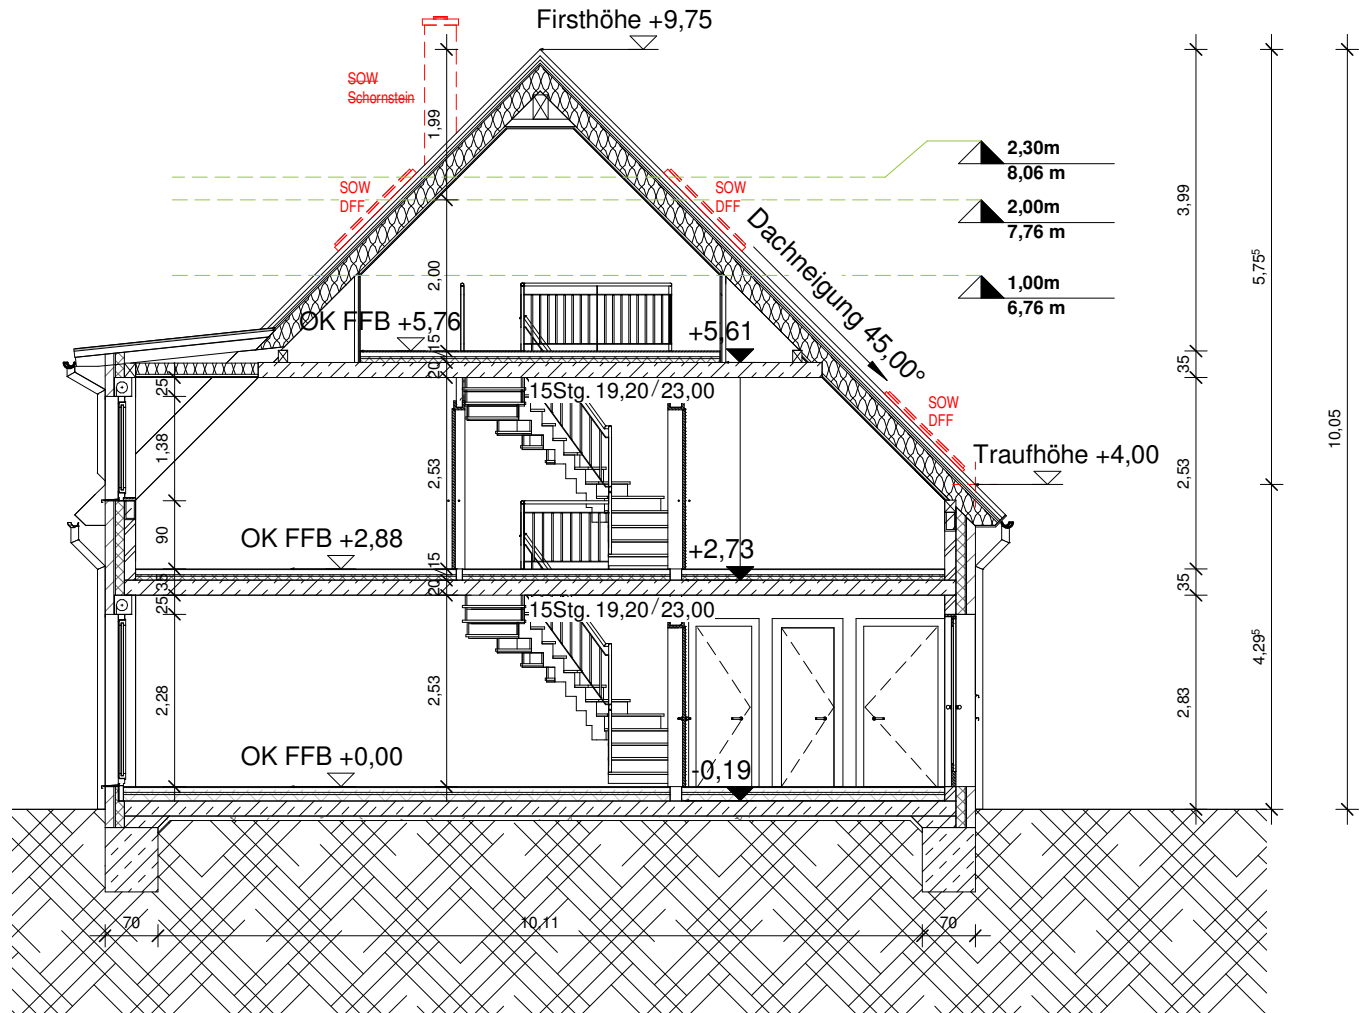 Firsthöhe +9,75
SOW
Schornstein
1,99
2,30m
8,06 m
SOW
DFF
SOW
DFF
2,00m
7,76 m
3,99
Dachneigung 45,00°
5,75⁵
2,00
1,00m
6,76 m
OK FFB +5,76
+5,61
15
20
35
25
15Stg. 19,20/23,00
SOW
DFF
10,05
1,38
2,53
Traufhöhe +4,00
2,53
90
OK FFB +2,88
+2,73
15
20
35
35
25
15Stg. 19,20/23,00
4,29⁵
2,28
2,53
2,83
OK FFB +0,00
-0,19
70
10,11
70